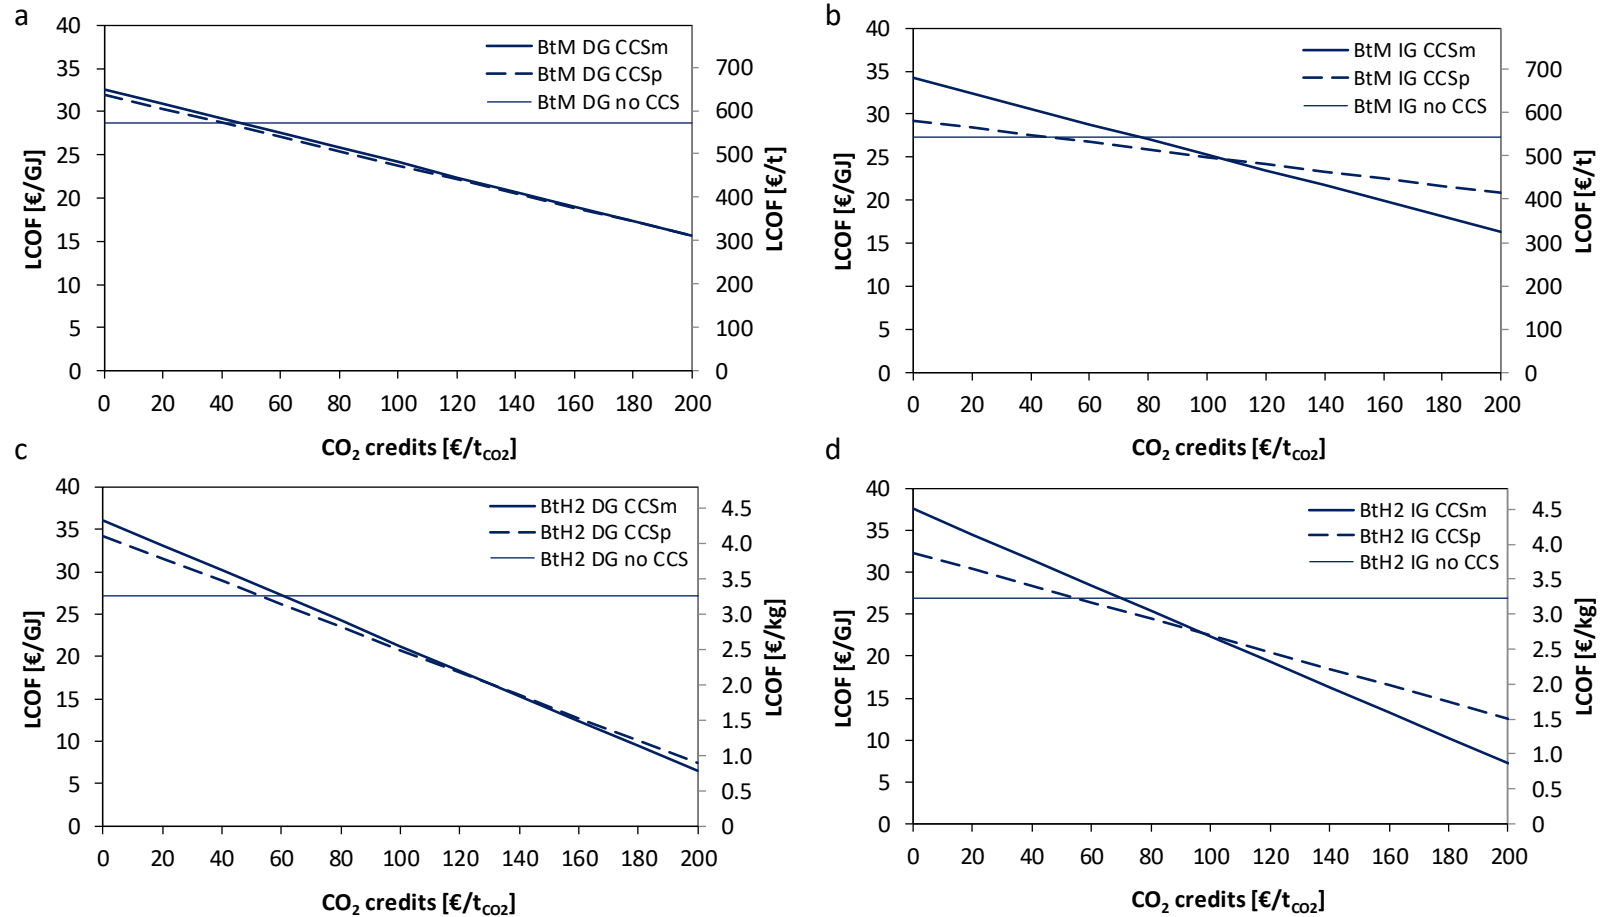 a
40
35
30
25
20
15
10
5
0
LCOF [€/GJ]
BtM DG CCSm
BtM DG CCSp
BtM DG no CCS
700
600
500
400
300
200
100
0
LCOF [€/t]
0 20 40 60 80 100 120 140 160 180 200
CO₂ credits [€/t_CO2]
b
40
35
30
25
20
15
10
5
0
LCOF [€/GJ]
BtM IG CCSm
BtM IG CCSp
BtM IG no CCS
700
600
500
400
300
200
100
0
LCOF [€/t]
0 20 40 60 80 100 120 140 160 180 200
CO₂ credits [€/t_CO2]
c
40
35
30
25
20
15
10
5
0
LCOF [€/GJ]
BtH2 DG CCSm
BtH2 DG CCSp
BtH2 DG no CCS
4.5
4.0
3.5
3.0
2.5
2.0
1.5
1.0
0.5
0
LCOF [€/kg]
0 20 40 60 80 100 120 140 160 180 200
CO₂ credits [€/t_CO2]
d
40
35
30
25
20
15
10
5
0
LCOF [€/GJ]
BtH2 IG CCSm
BtH2 IG CCSp
BtH2 IG no CCS
4.5
4.0
3.5
3.0
2.5
2.0
1.5
1.0
0.5
0
LCOF [€/kg]
0 20 40 60 80 100 120 140 160 180 200
CO₂ credits [€/t_CO2]